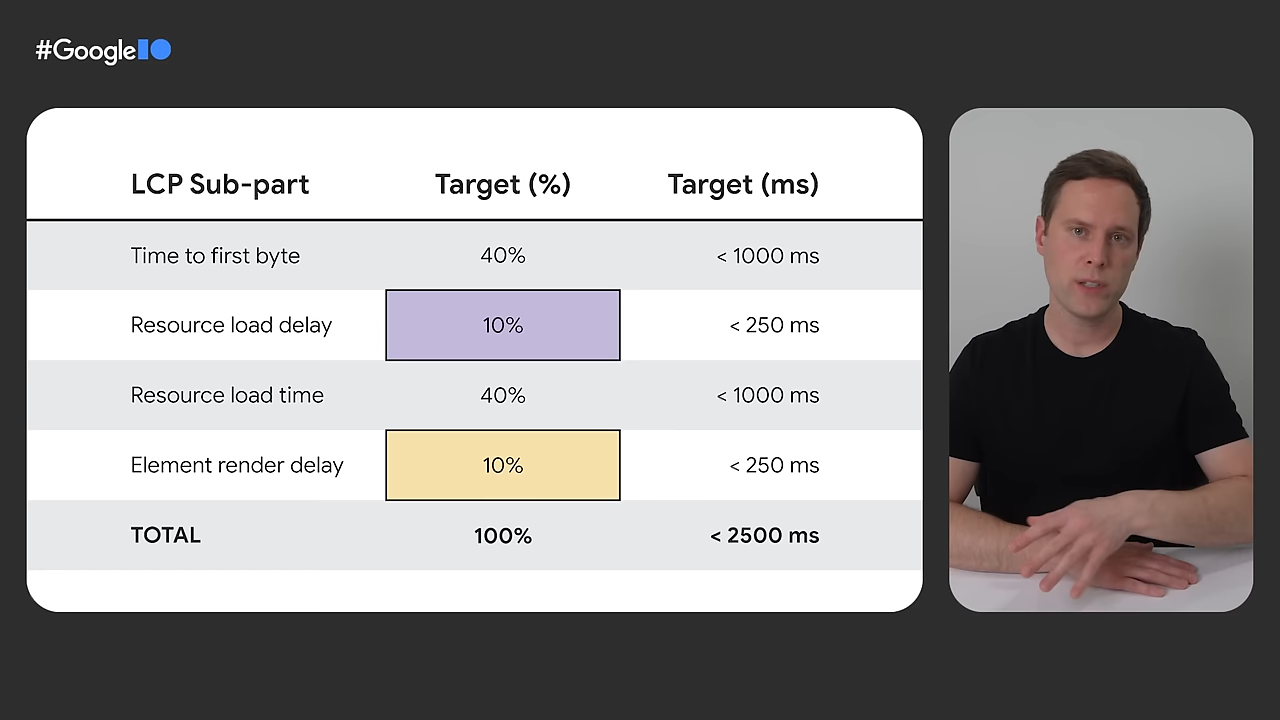 #GoogleIO
LCP Sub-part Target (%) Target (ms)
Time to first byte 40% < 1000 ms
Resource load delay 10% < 250 ms
Resource load time 40% < 1000 ms
Element render delay 10% < 250 ms
TOTAL 100% < 2500 ms